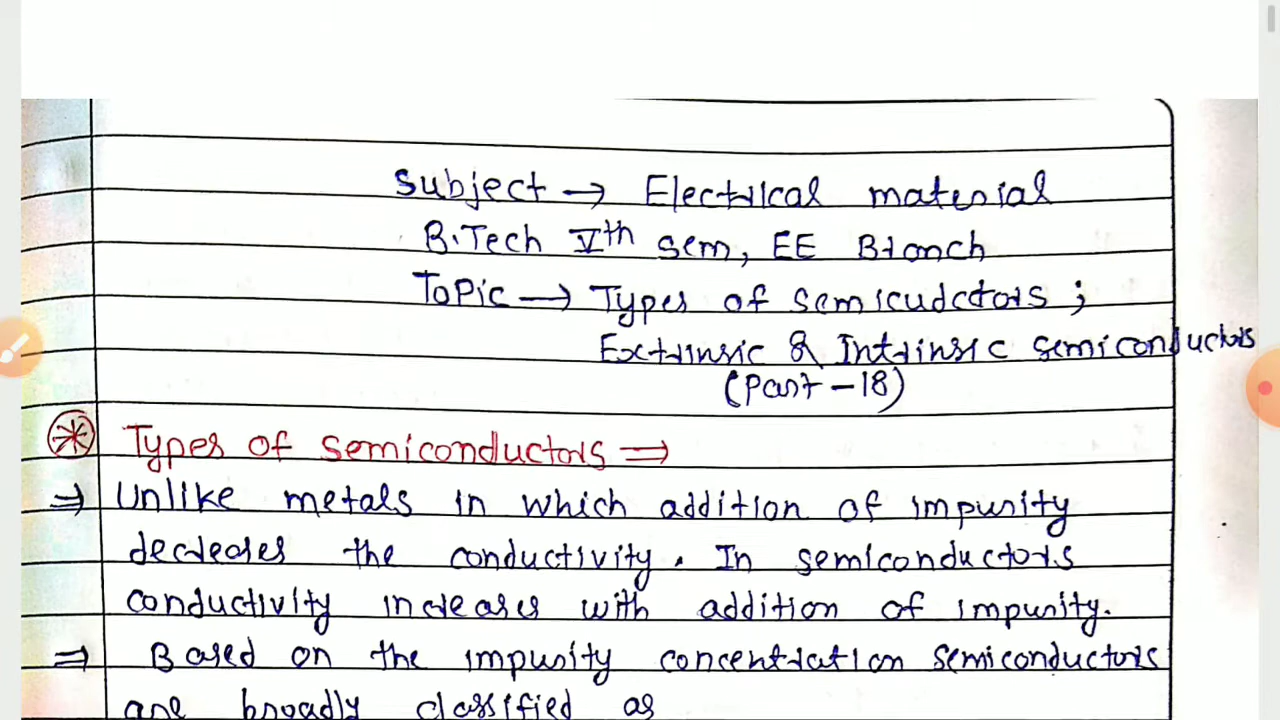 Subject → Electrical material
B.Tech Vth sem, EE Branch
Topic → Types of semicudctors ;
Extrinsic & Intrinsic semiconductors
(Part-18)
Types of semiconductors ⇒
⇒ Unlike metals in which addition of impurity
decreases the conductivity. In semiconductors
conductivity increases with addition of impurity.
⇒ Based on the impurity concentration semiconductors
are broadly classified as